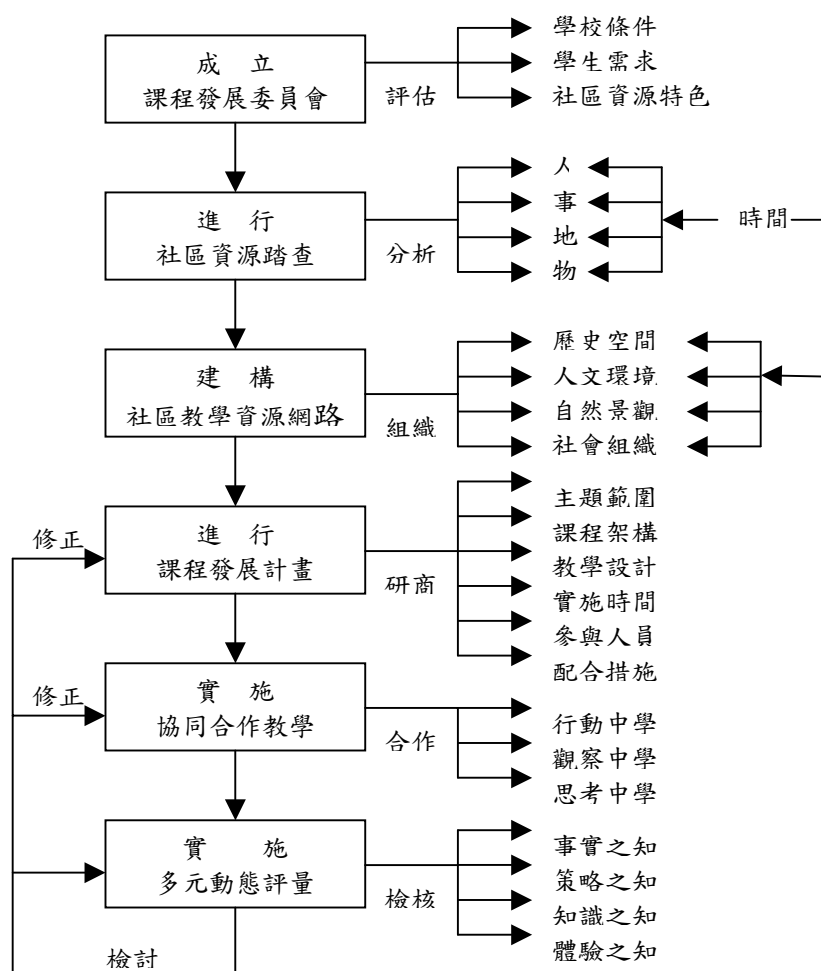 成 立
課程發展委員會
評估
學校條件
學生需求
社區資源特色
進 行
社區資源踏查
分析
人
事
地
物
時間
建 構
社區教學資源網路
組織
歷史空間
人文環境
自然景觀
社會組織
修正
進 行
課程發展計畫
研商
主題範圍
課程架構
教學設計
實施時間
參與人員
配合措施
修正
實 施
協同合作教學
合作
行動中學
觀察中學
思考中學
實 施
多元動態評量
檢核
事實之知
策略之知
知識之知
體驗之知
檢討